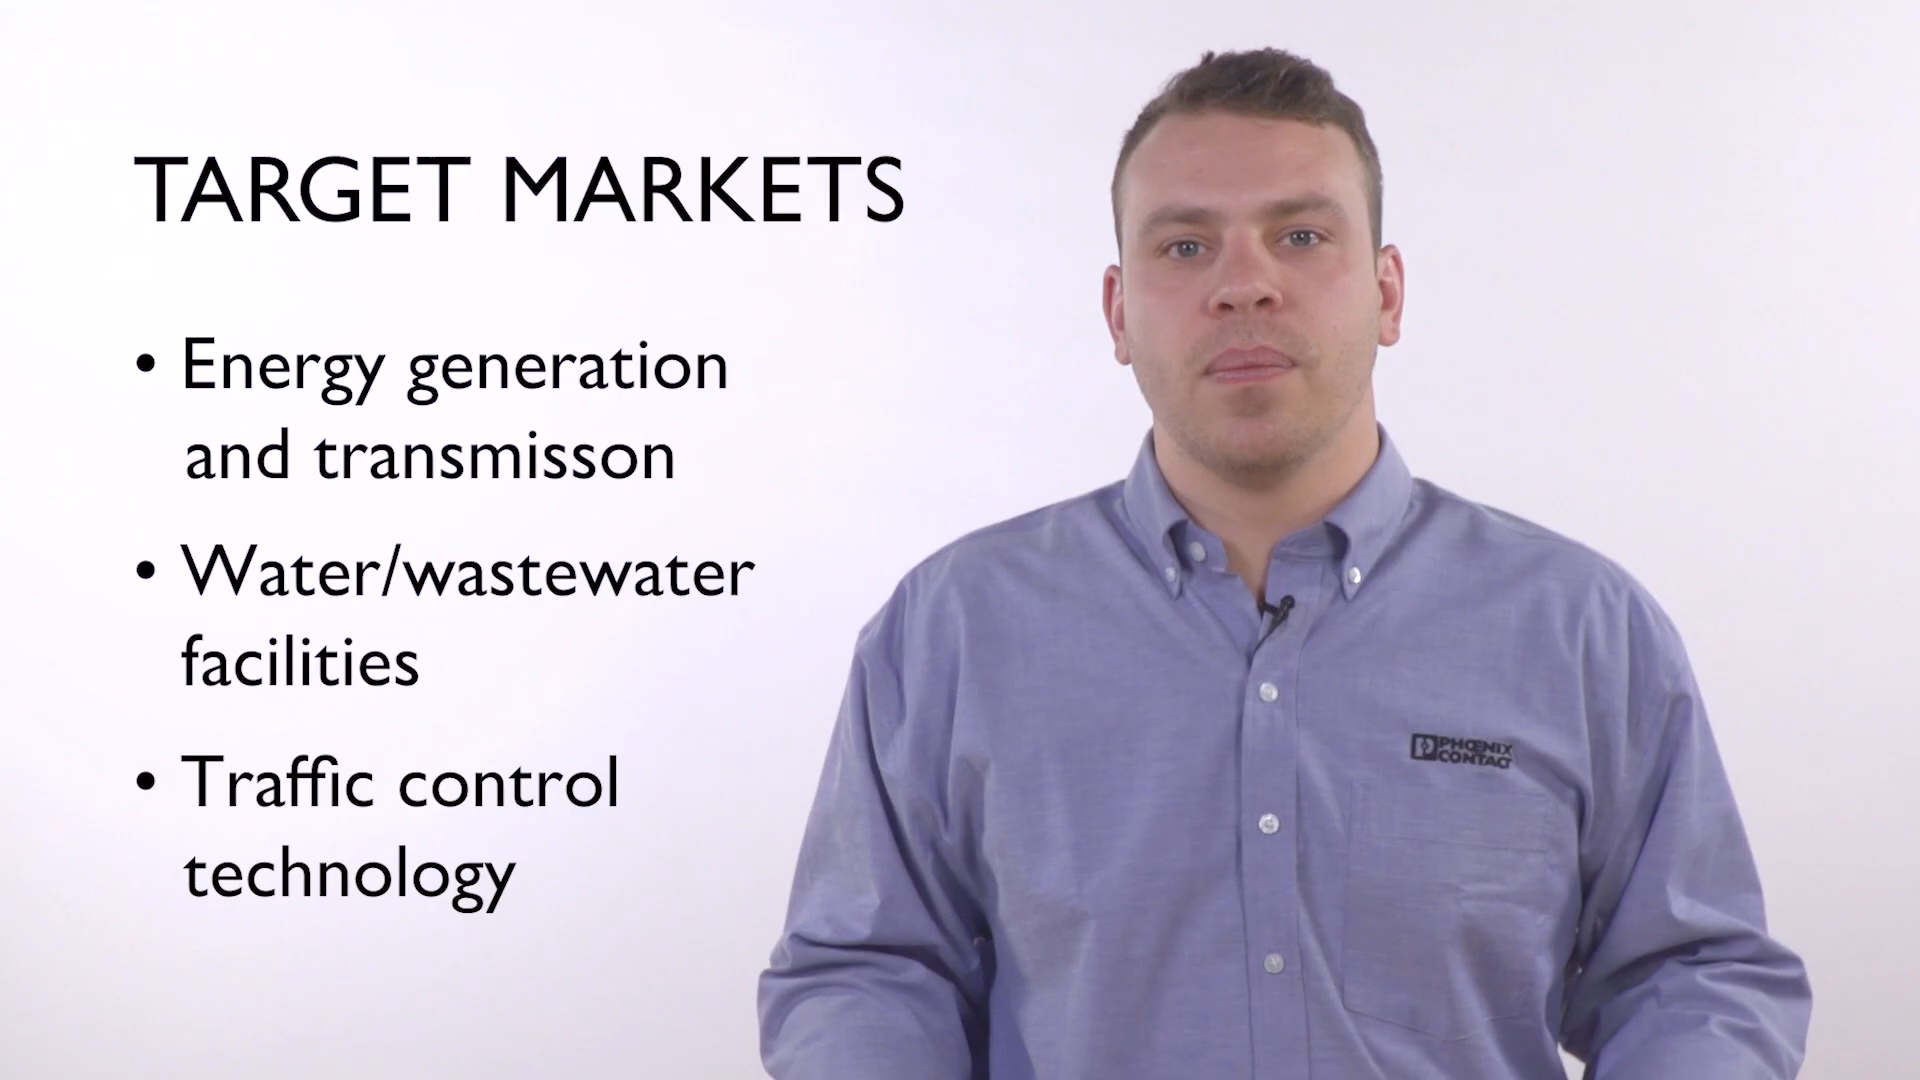 TARGET MARKETS
• Energy generation
and transmisson
• Water/wastewater
facilities
• Traffic control
technology
PHOENIX
CONTACT